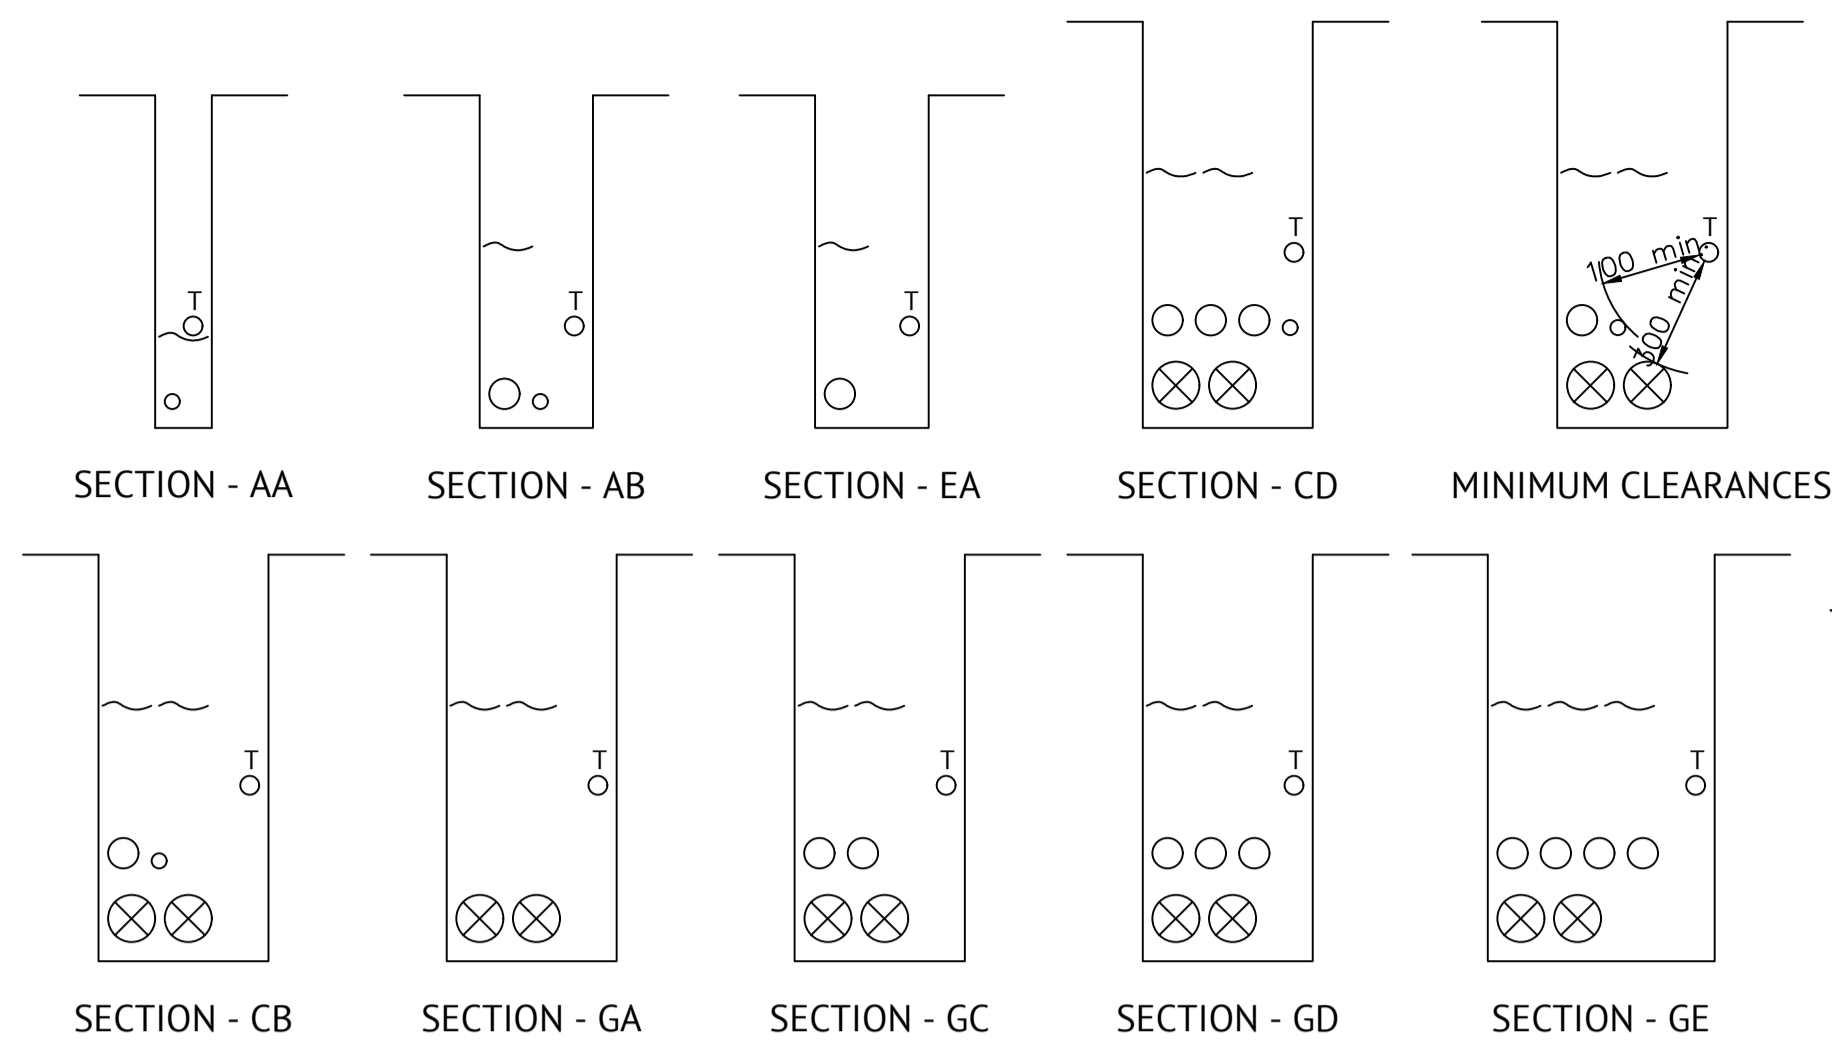 T
T
T
T
T
100 min.
300 min.
SECTION - AA
SECTION - AB
SECTION - EA
SECTION - CD
MINIMUM CLEARANCES
T
T
T
T
T
SECTION - CB
SECTION - GA
SECTION - GC
SECTION - GD
SECTION - GE